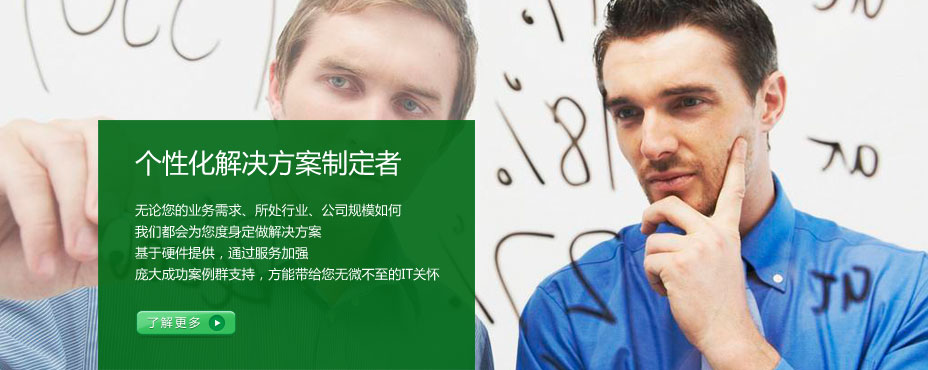 个性化解决方案制定者
无论您的业务需求、所处行业、公司规模如何
我们都会为您度身定做解决方案
基于硬件提供，通过服务加强
庞大成功案例群支持，方能带给您无微不至的IT关怀
了解更多